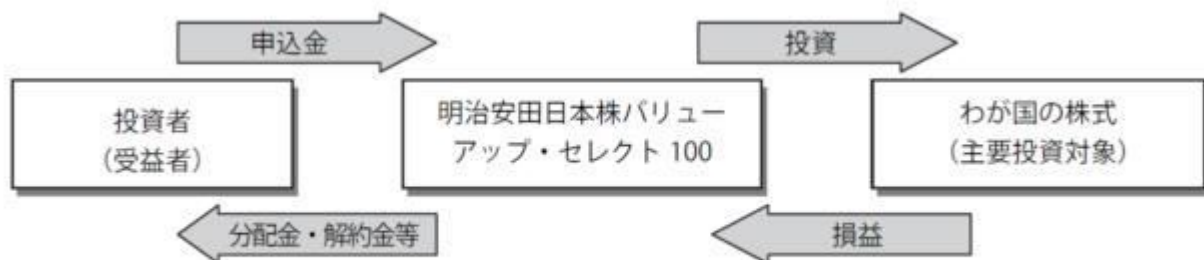 申込金
投資
投資者
（受益者）
明治安田日本株バリュー
アップ・セレクト 100
わが国の株式
（主要投資対象）
分配金・解約金等
損益